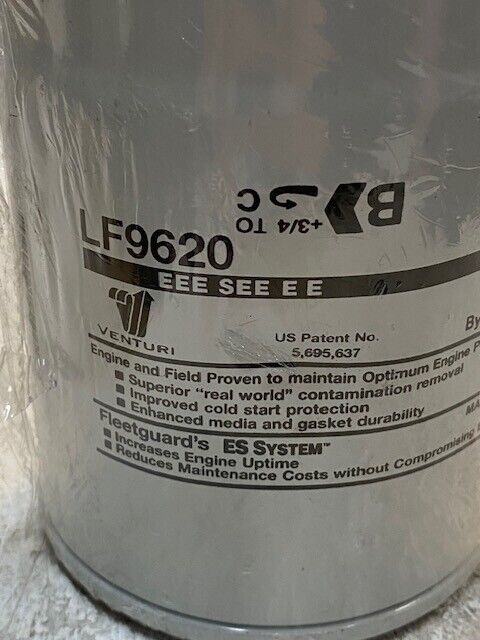 B C
+3/4 TO
LF9620
EEE SEE E E
VENTURI
US Patent No.
5,695,637
By
Engine and Field Proven to maintain Optimum Engine P
■ Superior "real world" contamination removal
■ Improved cold start protection
■ Enhanced media and gasket durability
MA
Fleetguard's ES SYSTEM™
■ Increases Engine Uptime
■ Reduces Maintenance Costs without Compromising